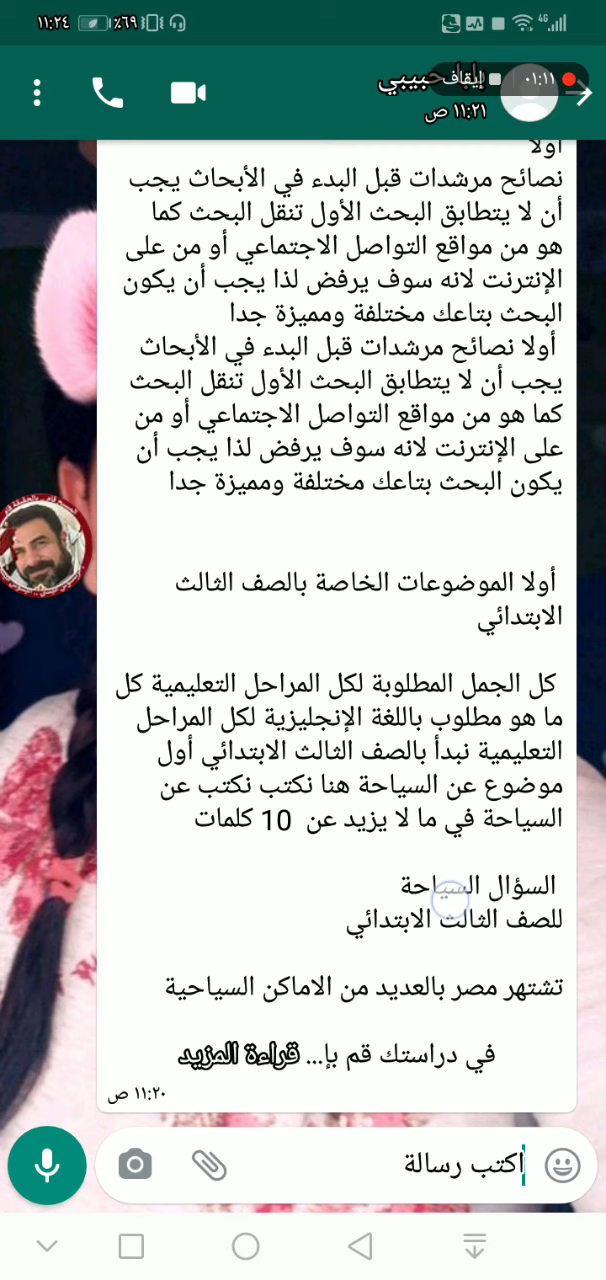 ١١:٢٤ ٪٦٩ 4G
حبيبي
إيقاف ٠١:١١
١١:٢١ ص
اولا
نصائح مرشدات قبل البدء في الأبحاث يجب
أن لا يتطابق البحث الأول تنقل البحث كما
هو من مواقع التواصل الاجتماعي أو من على
الإنترنت لانه سوف يرفض لذا يجب أن يكون
البحث بتاعك مختلفة ومميزة جدا
أولا نصائح مرشدات قبل البدء في الأبحاث
يجب أن لا يتطابق البحث الأول تنقل البحث
كما هو من مواقع التواصل الاجتماعي أو من
على الإنترنت لانه سوف يرفض لذا يجب أن
يكون البحث بتاعك مختلفة ومميزة جدا
أولا الموضوعات الخاصة بالصف الثالث
الابتدائي
كل الجمل المطلوبة لكل المراحل التعليمية كل
ما هو مطلوب باللغة الإنجليزية لكل المراحل
التعليمية نبدأ بالصف الثالث الابتدائي أول
موضوع عن السياحة هنا نكتب نكتب عن
السياحة في ما لا يزيد عن 10 كلمات
السؤال السياحة
للصف الثالث الابتدائي
تشتهر مصر بالعديد من الاماكن السياحية
في دراستك قم بإ... قراءة المزيد
١١:٢٠ ص
اكتب رسالة